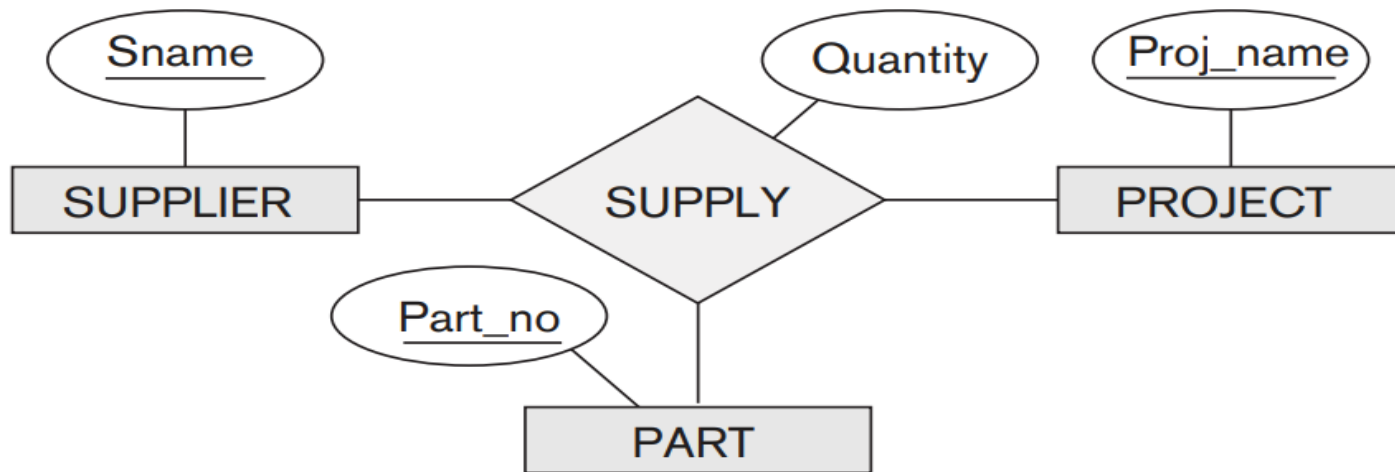 Sname
Quantity
Proj_name
SUPPLIER
SUPPLY
PROJECT
Part_no
PART